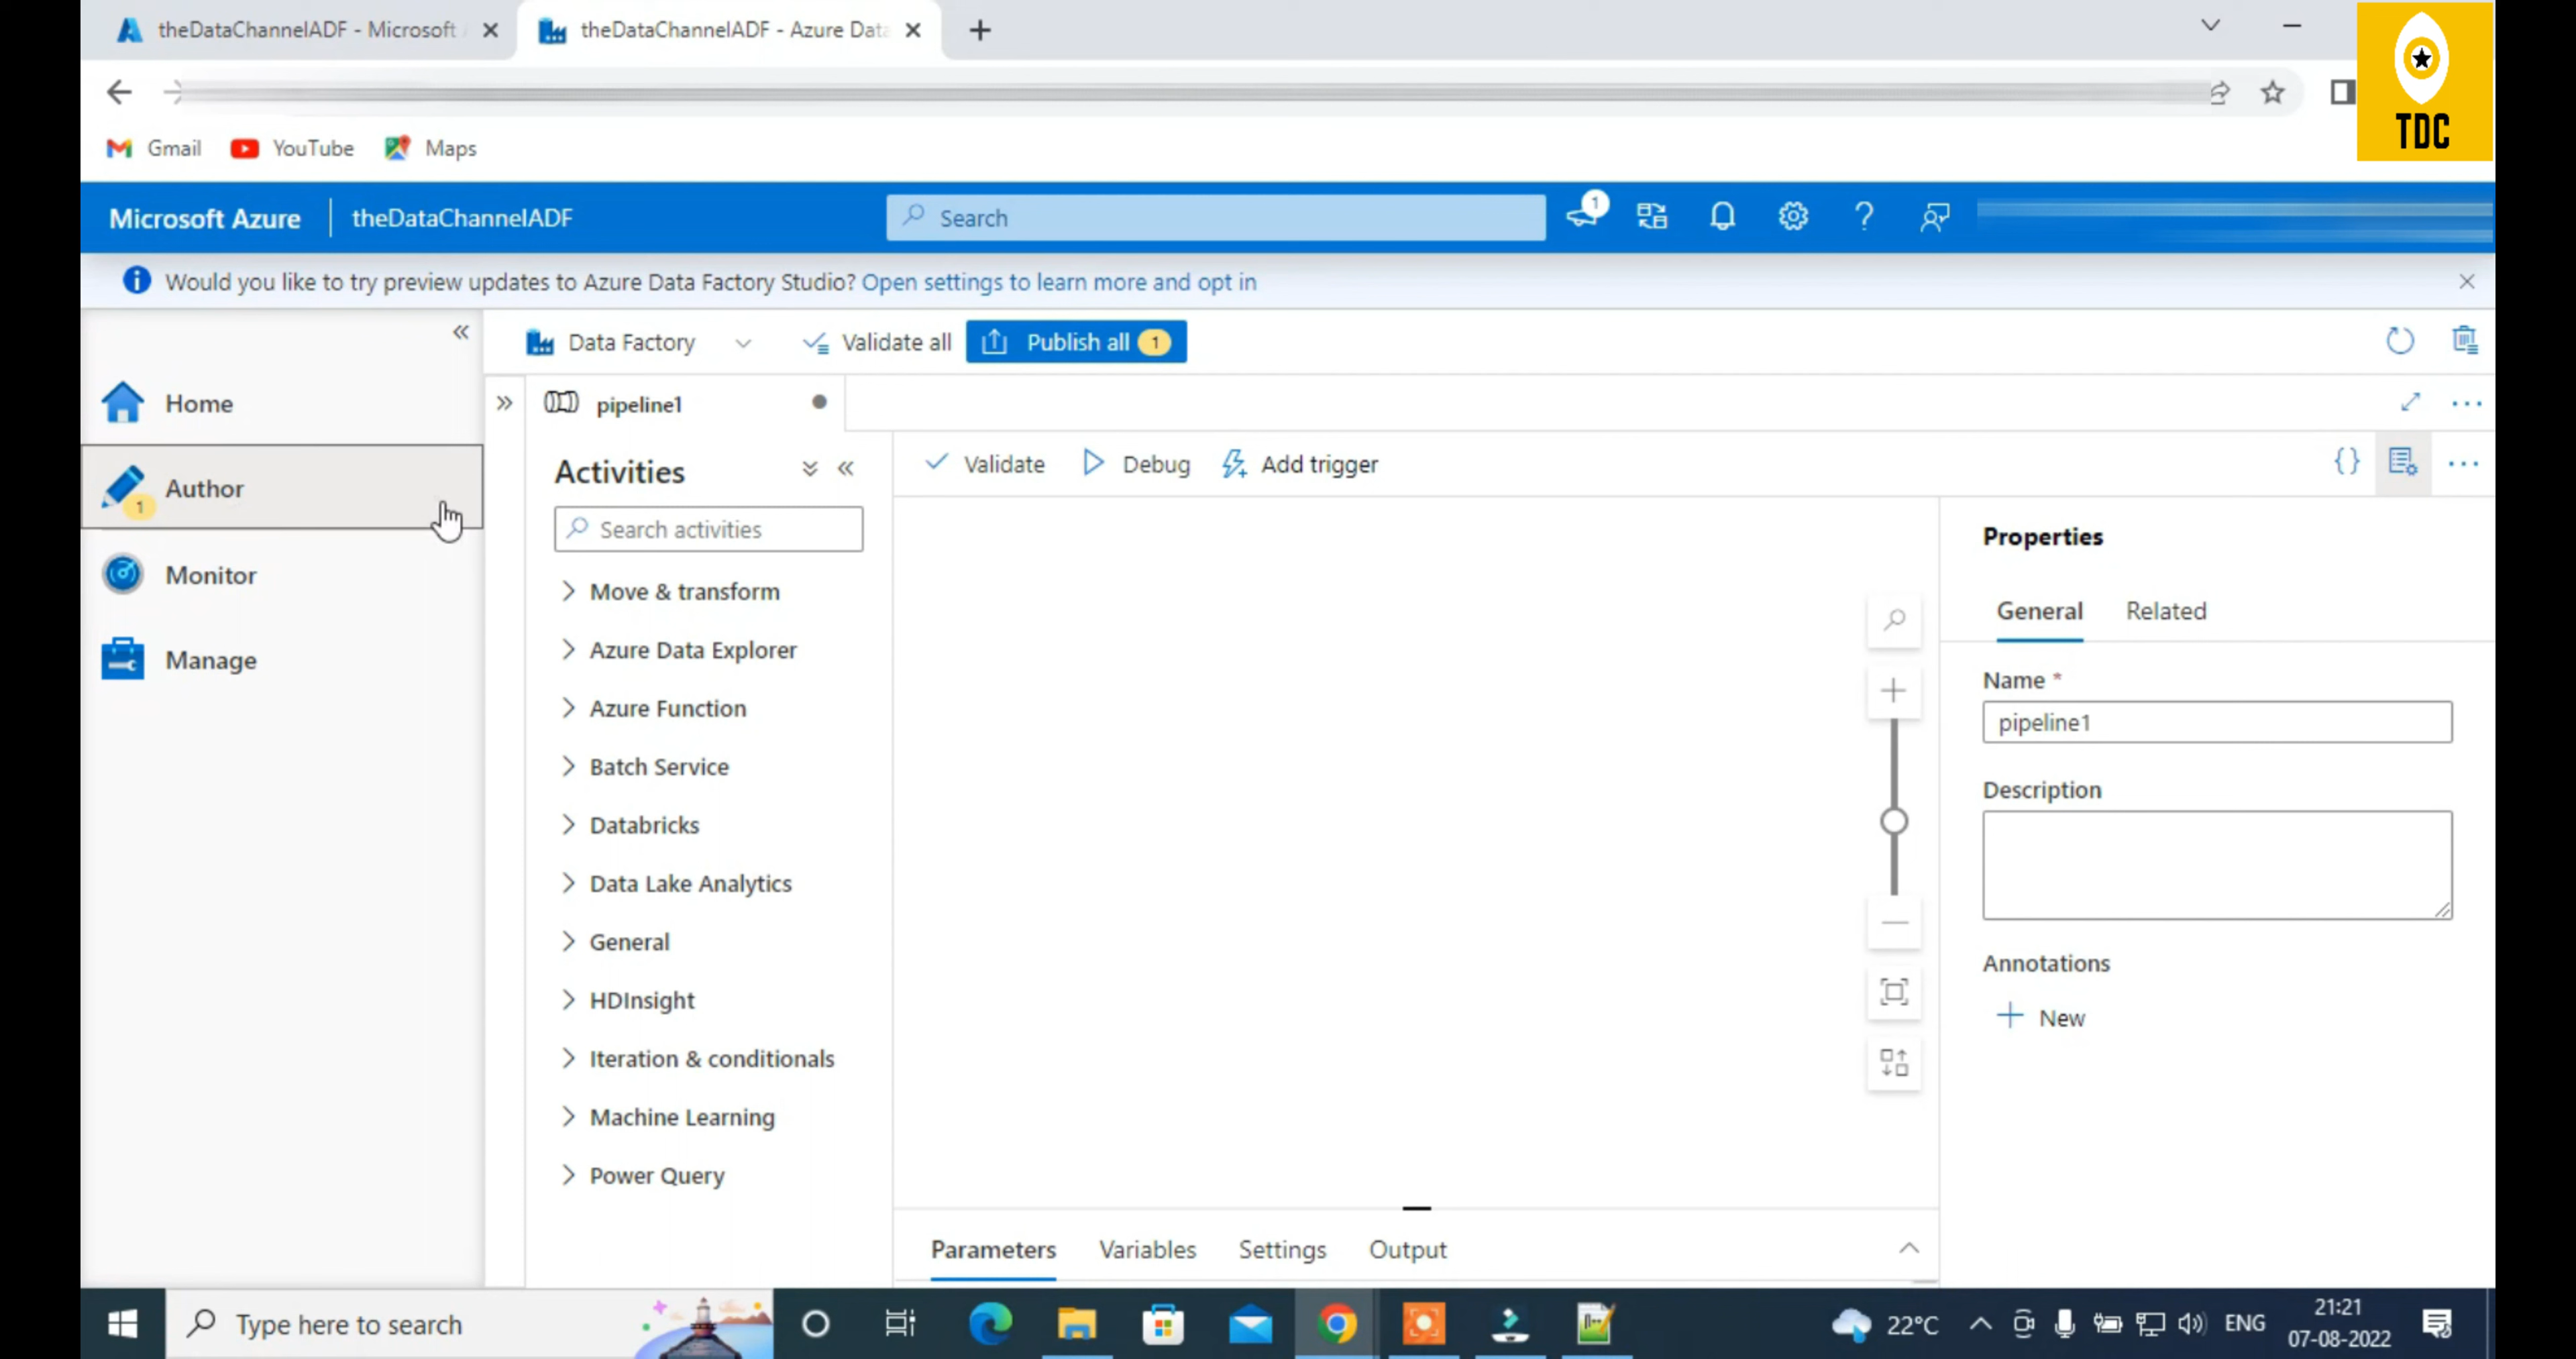 theDataChannelADF - Microsoft
theDataChannelADF - Azure Data
TDC
Gmail
YouTube
Maps
Microsoft Azure
theDataChannelADF
Search
1
Would you like to try preview updates to Azure Data Factory Studio? Open settings to learn more and opt in
Data Factory
Validate all
Publish all 1
Home
Author
1
Monitor
Manage
pipeline1
Activities
Search activities
Move & transform
Azure Data Explorer
Azure Function
Batch Service
Databricks
Data Lake Analytics
General
HDInsight
Iteration & conditionals
Machine Learning
Power Query
Validate
Debug
Add trigger
Parameters
Variables
Settings
Output
Properties
General
Related
Name *
pipeline1
Description
Annotations
New
Type here to search
22°C
ENG
21:21
07-08-2022